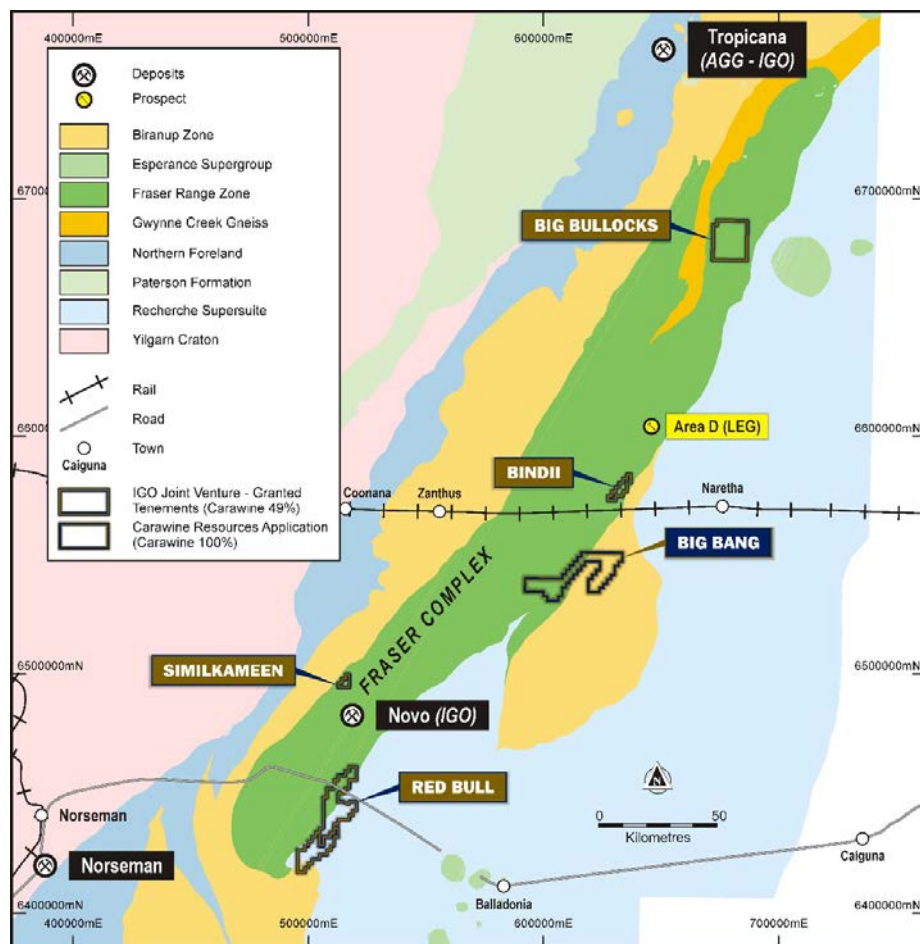 400000mE
500000mE
600000mE
Deposits
Prospect
Biranup Zone
Esperance Supergroup
Fraser Range Zone
Gwynne Creek Gneiss
Northern Foreland
Paterson Formation
Recherche Supersuite
Yilgarn Craton
Rail
Road
Town
Caiguna
IGO Joint Venture - Granted
Tenements (Carawine 49%)
Carawine Resources Application
(Carawine 100%)
Tropicana
(AGG - IGO)
6700000mN
6700000mN
BIG BULLOCKS
6600000mN
Area D (LEG)
BINDII
Coonana
Zanthus
Naretha
BIG BANG
FRASER COMPLEX
SIMILKAMEEN
6500000mN
6500000mN
Novo (IGO)
RED BULL
Norseman
Norseman
0
50
Kilometres
Caiguna
Balladonia
6400000mN
6400000mN
400000mE
500000mE
600000mE
700000mE